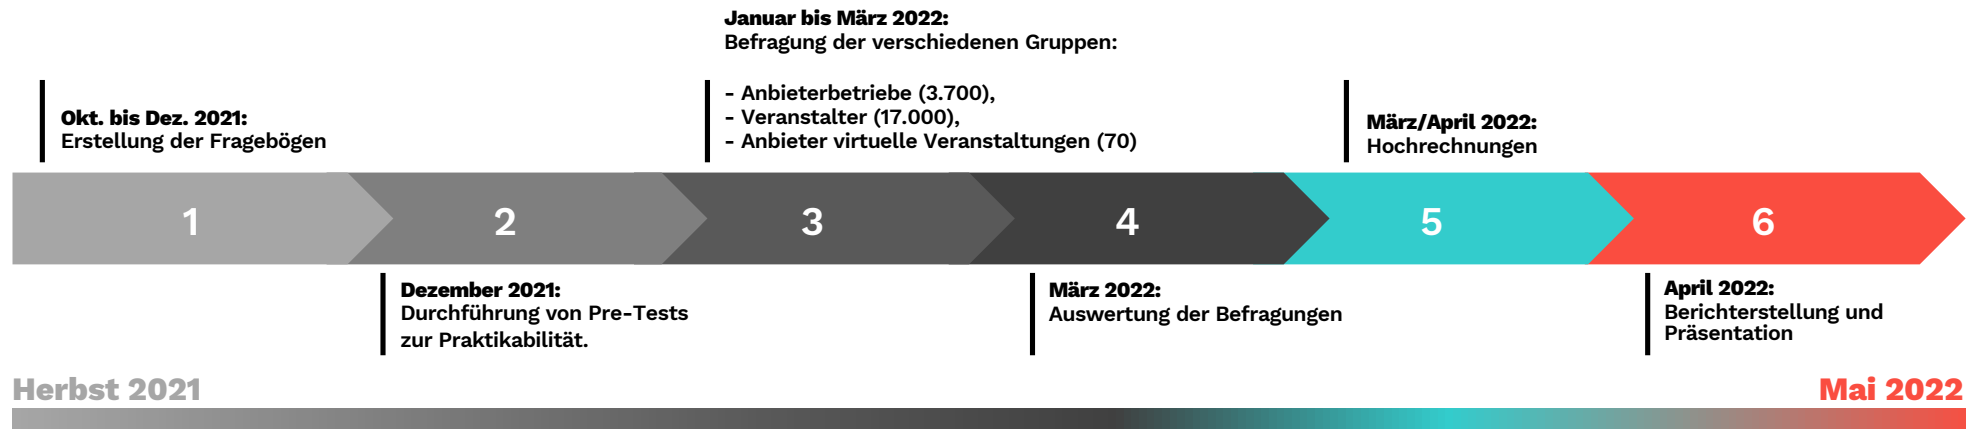 Januar bis März 2022:
Befragung der verschiedenen Gruppen:
- Anbieterbetriebe (3.700),
- Veranstalter (17.000),
- Anbieter virtuelle Veranstaltungen (70)
Okt. bis Dez. 2021:
Erstellung der Fragebögen
März/April 2022:
Hochrechnungen
1
2
3
4
5
6
Dezember 2021:
Durchführung von Pre-Tests
zur Praktikabilität.
März 2022:
Auswertung der Befragungen
April 2022:
Berichterstellung und
Präsentation
Herbst 2021
Mai 2022